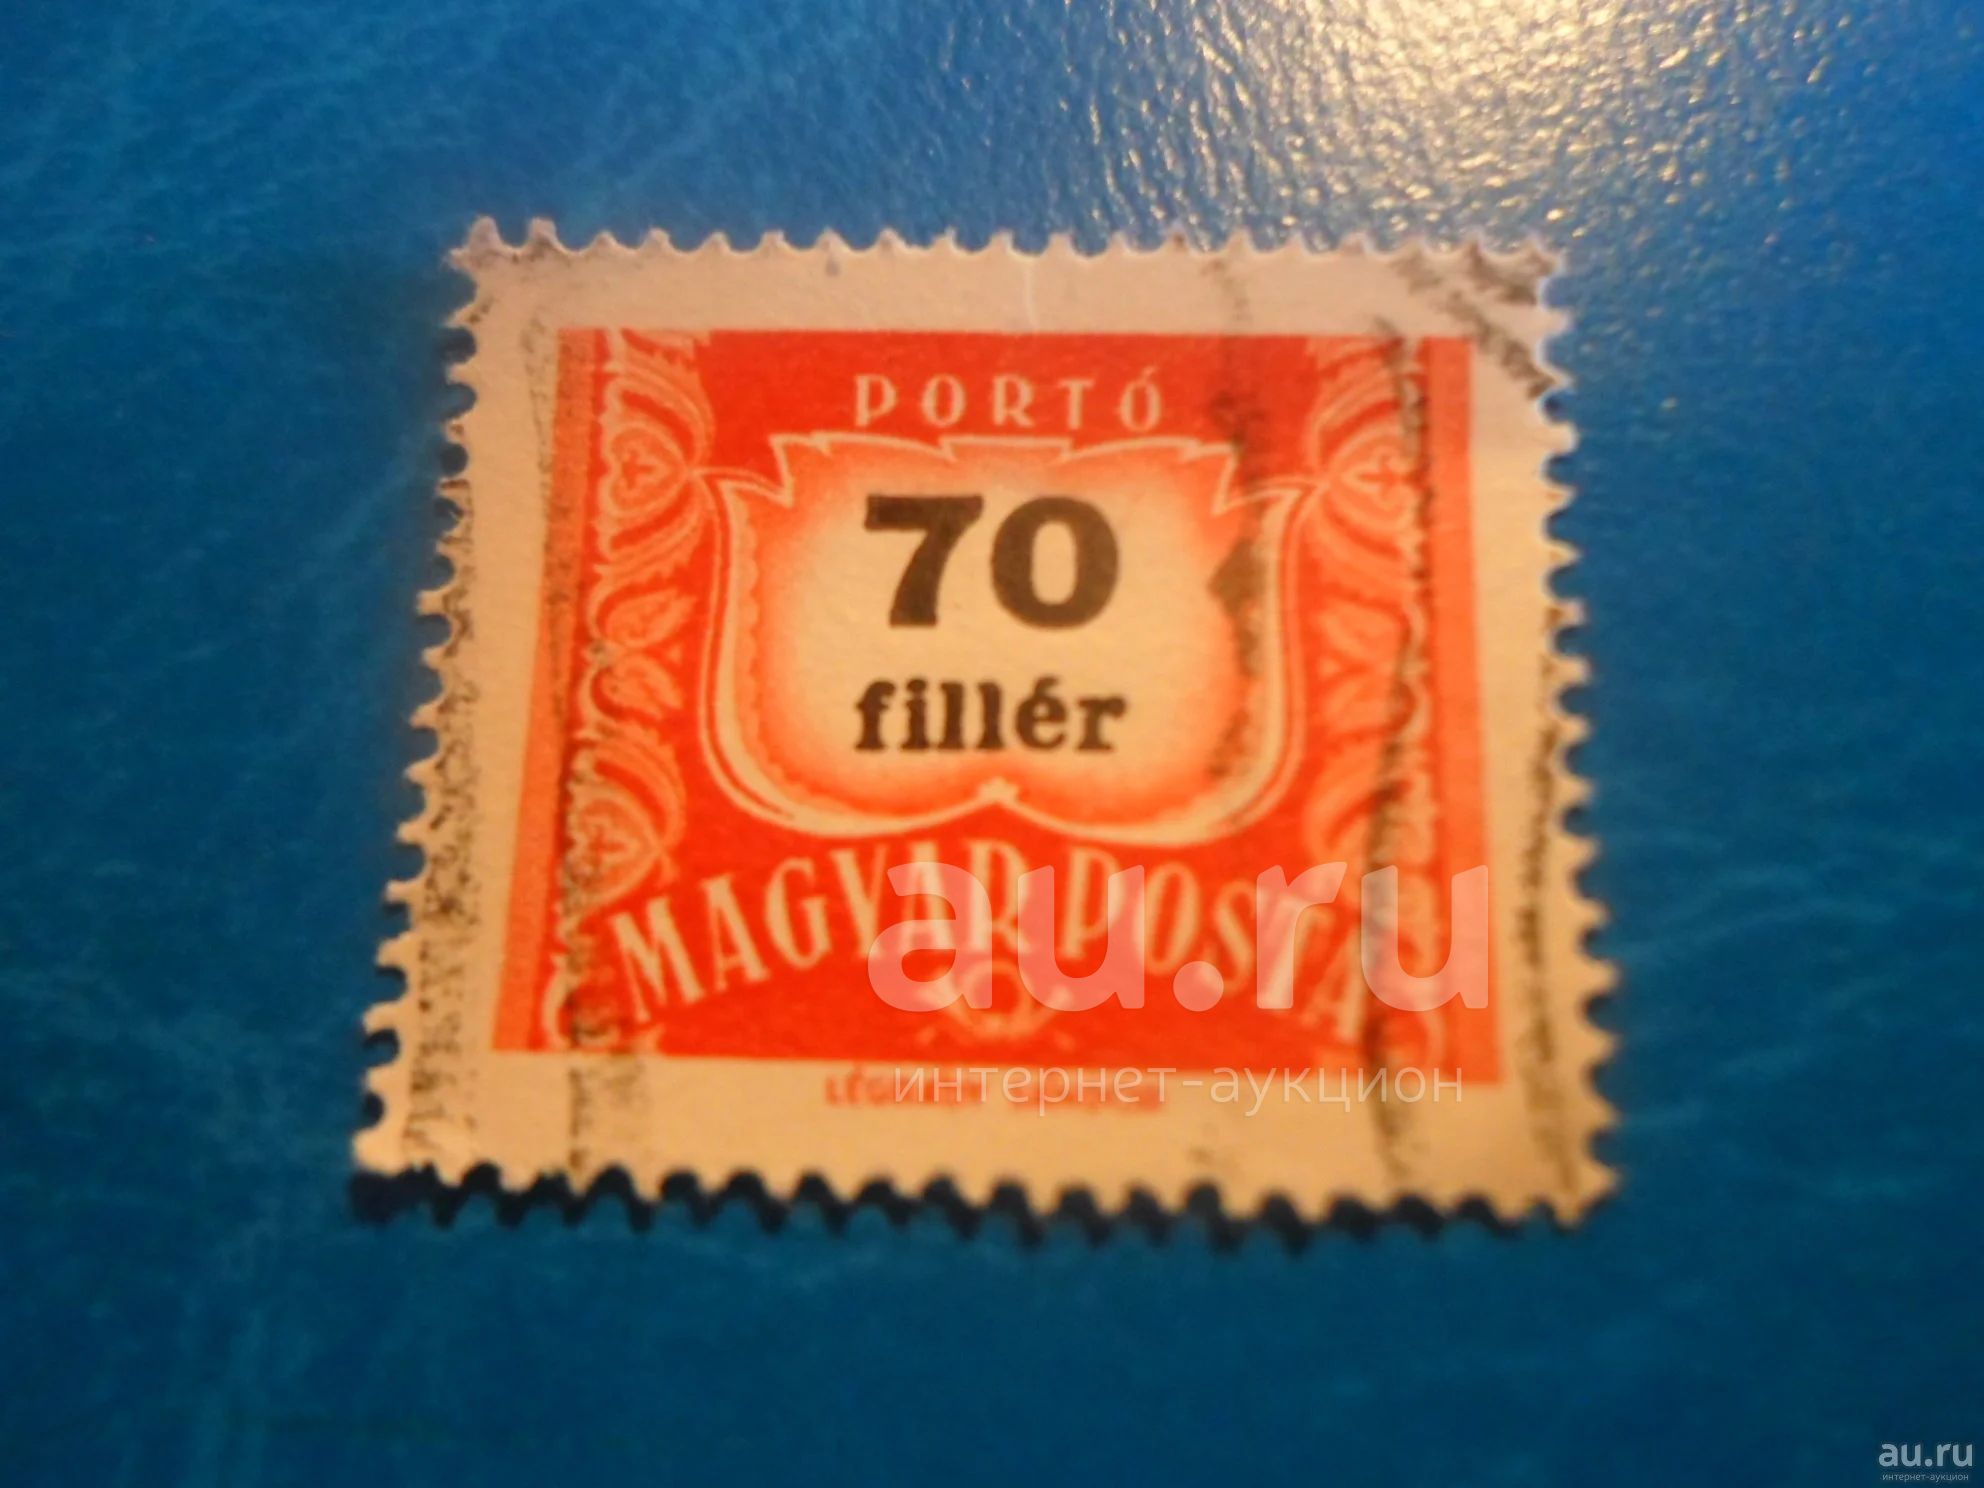 PORTÓ
70
fillér
MAGYAR POSTA
au.ru
интернет-аукцион
au.ru
интернет-аукцион